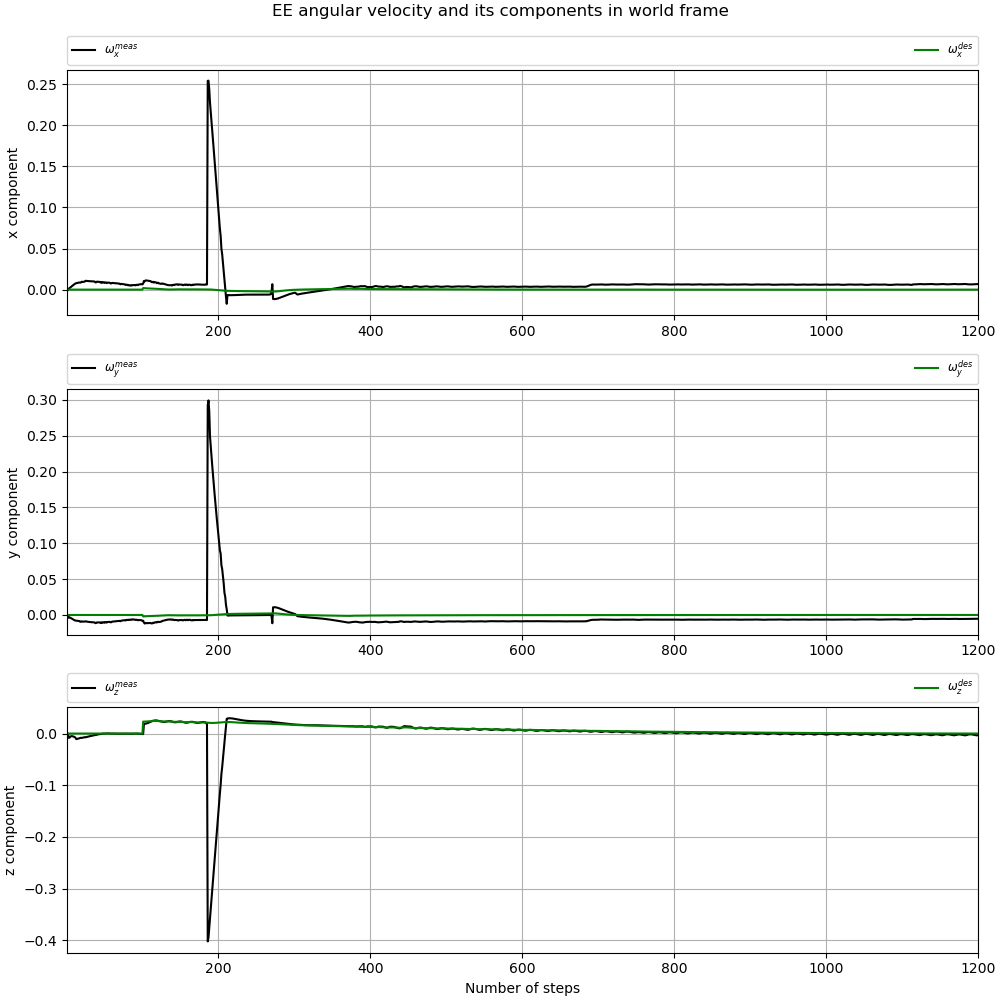 EE angular velocity and its components in world frame
ω_x^{meas} ω_x^{des}
0.25
0.20
0.15
0.10
0.05
0.00
x component
200 400 600 800 1000 1200
ω_y^{meas} ω_y^{des}
0.30
0.25
0.20
0.15
0.10
0.05
0.00
y component
200 400 600 800 1000 1200
ω_z^{meas} ω_z^{des}
0.0
−0.1
−0.2
−0.3
−0.4
z component
200 400 600 800 1000 1200
Number of steps